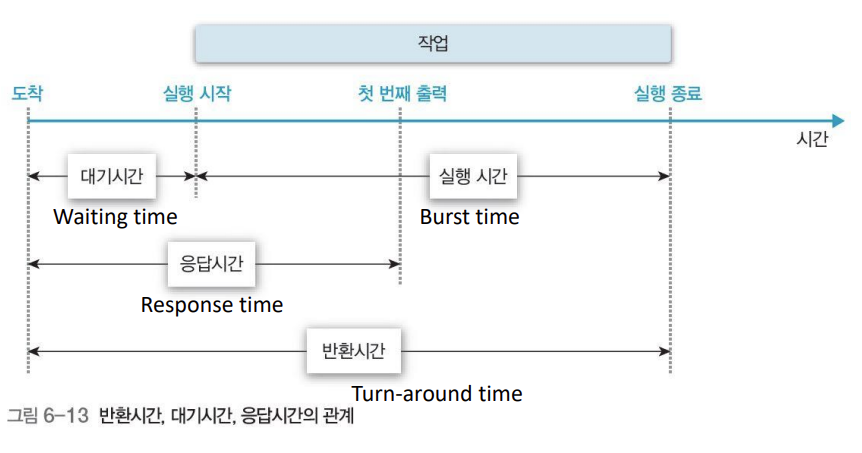 작업
도착 실행 시작 첫 번째 출력 실행 종료
시간
대기시간 실행 시간
Waiting time Burst time
응답시간
Response time
반환시간
Turn-around time
그림 6-13 반환시간, 대기시간, 응답시간의 관계